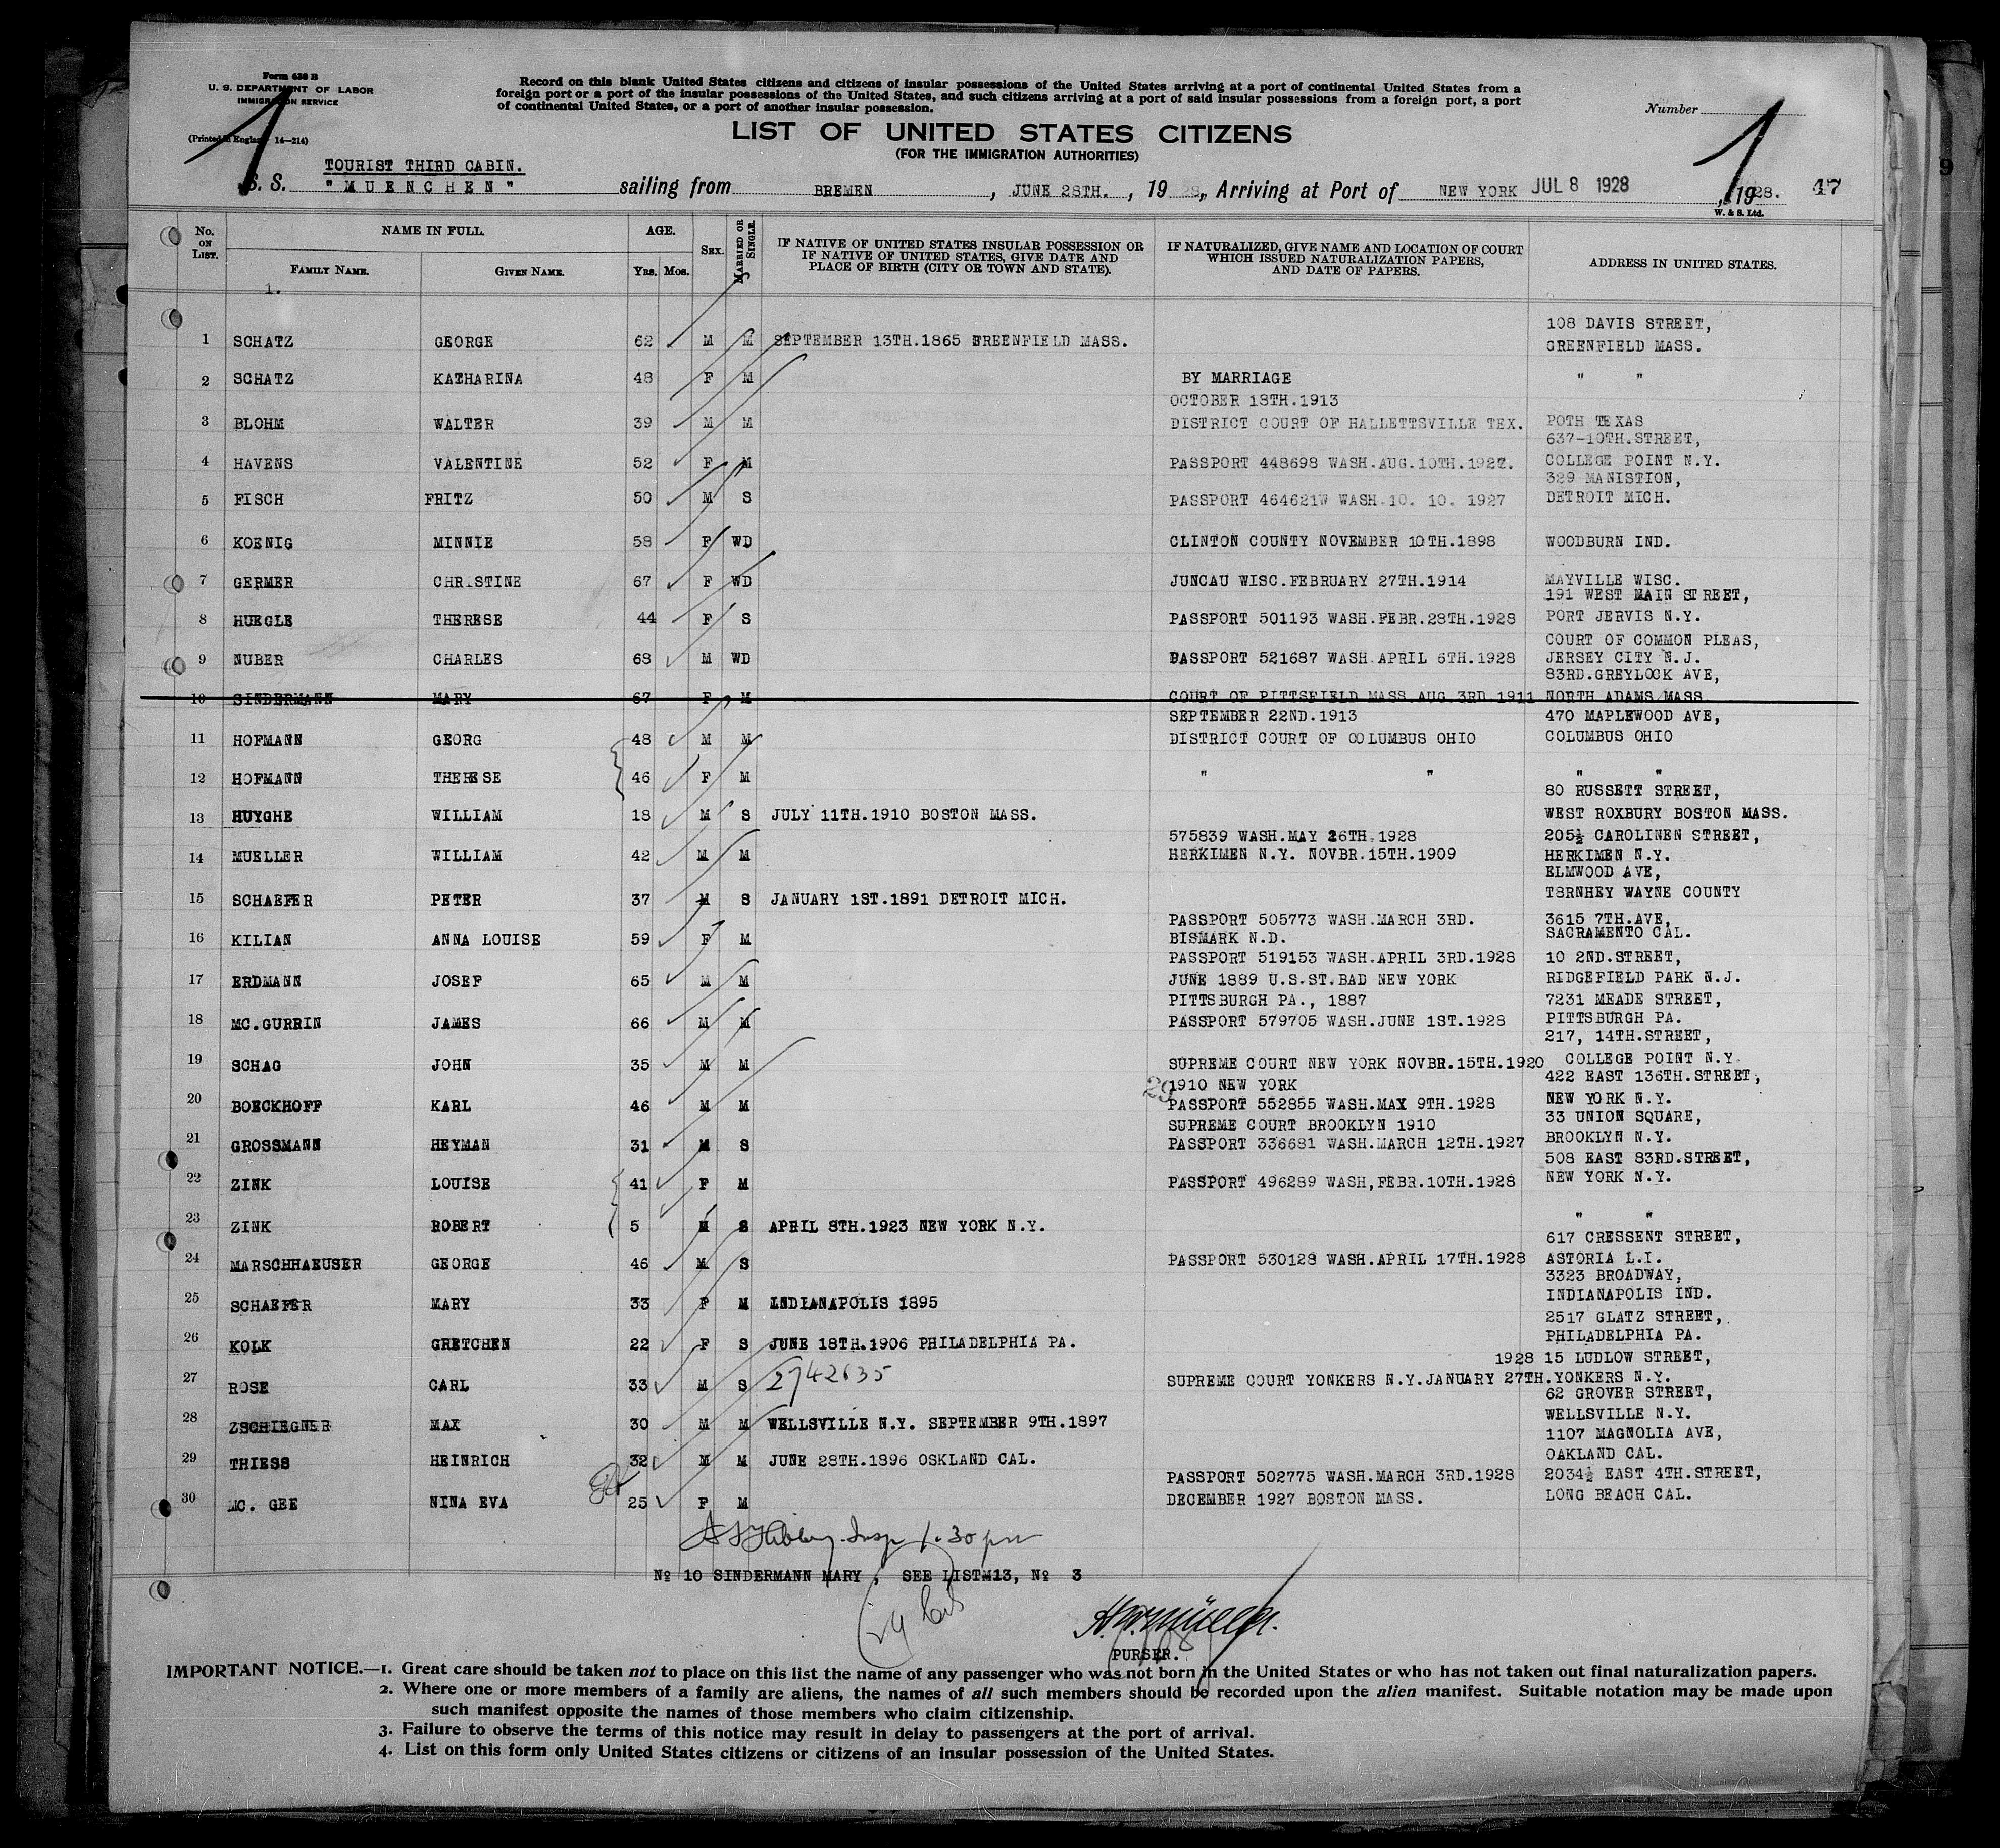 Form 630 B
U. S. DEPARTMENT OF LABOR
IMMIGRATION SERVICE
(Printed in England 14—214)
Record on this blank United States citizens and citizens of insular possessions of the United States arriving at a port of continental United States from a
foreign port or a port of the insular possessions of the United States, and such citizens arriving at a port of said insular possessions from a foreign port, a port
of continental United States, or a port of another insular possession.
Number
1
1
LIST OF UNITED STATES CITIZENS
(FOR THE IMMIGRATION AUTHORITIES)
TOURIST THIRD CABIN.
S. S. "MUENCHEN" sailing from BREMEN, JUNE 28TH., 1928, Arriving at Port of NEW YORK JUL 8 1928, 1928. 47
W. & S. Ltd.
No. ON LIST. NAME IN FULL. AGE. SEX. MARRIED OR SINGLE. IF NATIVE OF UNITED STATES INSULAR POSSESSION OR IF NATIVE OF UNITED STATES, GIVE DATE AND PLACE OF BIRTH (CITY OR TOWN AND STATE). IF NATURALIZED, GIVE NAME AND LOCATION OF COURT WHICH ISSUED NATURALIZATION PAPERS, AND DATE OF PAPERS. ADDRESS IN UNITED STATES.
FAMILY NAME. GIVEN NAME. YRS. MOS.
1.
108 DAVIS STREET,
1 SCHATZ GEORGE 62 M M SEPTEMBER 13TH.1865 GREENFIELD MASS. GREENFIELD MASS.
2 SCHATZ KATHARINA 48 F M BY MARRIAGE " "
OCTOBER 18TH.1913
3 BLOHM WALTER 39 M M DISTRICT COURT OF HALLETTSVILLE TEX. POTH TEXAS
637-10TH.STREET,
4 HAVENS VALENTINE 52 F M PASSPORT 448698 WASH.AUG.10TH.1927. COLLEGE POINT N.Y.
329 MANISTION,
5 FISCH FRITZ 50 M S PASSPORT 464621W WASH.10. 10. 1927 DETROIT MICH.
6 KOENIG MINNIE 58 F WD CLINTON COUNTY NOVEMBER 10TH.1898 WOODBURN IND.
7 GERMER CHRISTINE 67 F WD JUNCAU WISC.FEBRUARY 27TH.1914 MAYVILLE WISC.
191 WEST MAIN STREET,
8 HUEGLE THERESE 44 F S PASSPORT 501193 WASH.FEBR.28TH.1928 PORT JERVIS N.Y.
COURT OF COMMON PLEAS,
9 NUBER CHARLES 68 M WD PASSPORT 521687 WASH.APRIL 6TH.1928 JERSEY CITY N.J.
83RD.GREYLOCK AVE,
10 SINDERMANN MARY 67 F M COURT OF PITTSFIELD MASS.AUG.3RD.1911 NORTH ADAMS MASS.
SEPTEMBER 22ND.1913 470 MAPLEWOOD AVE,
11 HOFMANN GEORG 48 M M DISTRICT COURT OF COLUMBUS OHIO COLUMBUS OHIO
12 HOFMANN THERESE 46 F M " " " "
80 RUSSETT STREET,
13 HUYGHE WILLIAM 18 M S JULY 11TH.1910 BOSTON MASS. WEST ROXBURY BOSTON MASS.
575839 WASH.MAY 26TH.1928 205½ CAROLINEN STREET,
14 MUELLER WILLIAM 42 M M HERKIMEN N.Y. NOVBR.15TH.1909 HERKIMEN N.Y.
ELMWOOD AVE,
15 SCHAEFER PETER 37 M S JANUARY 1ST.1891 DETROIT MICH. TSRNHEY WAYNE COUNTY
PASSPORT 505773 WASH.MARCH 3RD. 3615 7TH.AVE,
16 KILIAN ANNA LOUISE 59 F M BISMARK N.D. SACRAMENTO CAL.
PASSPORT 519153 WASH.APRIL 3RD.1928 10 2ND.STREET,
17 ERDMANN JOSEF 65 M M JUNE 1889 U.S.ST.BAD NEW YORK RIDGEFIELD PARK N.J.
PITTSBURGH PA., 1887 7231 MEADE STREET,
18 MC.GURRIN JAMES 66 M M PASSPORT 579705 WASH.JUNE 1ST.1928 PITTSBURGH PA.
217, 14TH.STREET,
19 SCHAG JOHN 35 M M SUPREME COURT NEW YORK NOVBR.15TH.1920 COLLEGE POINT N.Y.
29 1910 NEW YORK 422 EAST 136TH.STREET,
20 BOECKHOFF KARL 46 M M PASSPORT 552855 WASH.MAX 9TH.1928 NEW YORK N.Y.
SUPREME COURT BROOKLYN 1910 33 UNION SQUARE,
21 GROSSMANN HEYMAN 31 M S PASSPORT 336681 WASH.MARCH 12TH.1927 BROOKLYN N.Y.
508 EAST 83RD.STREET,
22 ZINK LOUISE 41 F M PASSPORT 496289 WASH,FEBR.10TH.1928 NEW YORK N.Y.
23 ZINK ROBERT 5 M S APRIL 8TH.1923 NEW YORK N.Y. " "
617 CRESSENT STREET,
24 MARSCHHAEUSER GEORGE 46 M S PASSPORT 530128 WASH.APRIL 17TH.1928 ASTORIA L.I.
3323 BROADWAY,
25 SCHAEFER MARY 33 F M INDIANAPOLIS 1895 INDIANAPOLIS IND.
2517 GLATZ STREET,
26 KOLK GRETCHEN 22 F S JUNE 18TH.1906 PHILADELPHIA PA. PHILADELPHIA PA.
1928 15 LUDLOW STREET,
27 ROSE CARL 33 M S 2742635 SUPREME COURT YONKERS N.Y.JANUARY 27TH.YONKERS N.Y.
62 GROVER STREET,
28 ZSCHIEGNER MAX 30 M M WELLSVILLE N.Y. SEPTEMBER 9TH.1897 WELLSVILLE N.Y.
1107 MAGNOLIA AVE,
29 THIESS HEINRICH 32 M M JUNE 28TH.1896 OSKLAND CAL. OAKLAND CAL.
PASSPORT 502775 WASH.MARCH 3RD.1928 2034½ EAST 4TH.STREET,
30 MC. GEE NINA EVA 25 F M DECEMBER 1927 BOSTON MASS. LONG BEACH CAL.
Insp 1.30 pm
№ 10 SINDERMANN MARY, SEE LIST 13, № 3
PURSER.
IMPORTANT NOTICE.—1. Great care should be taken not to place on this list the name of any passenger who was not born in the United States or who has not taken out final naturalization papers.
2. Where one or more members of a family are aliens, the names of all such members should be recorded upon the alien manifest. Suitable notation may be made upon
such manifest opposite the names of those members who claim citizenship.
3. Failure to observe the terms of this notice may result in delay to passengers at the port of arrival.
4. List on this form only United States citizens or citizens of an insular possession of the United States.